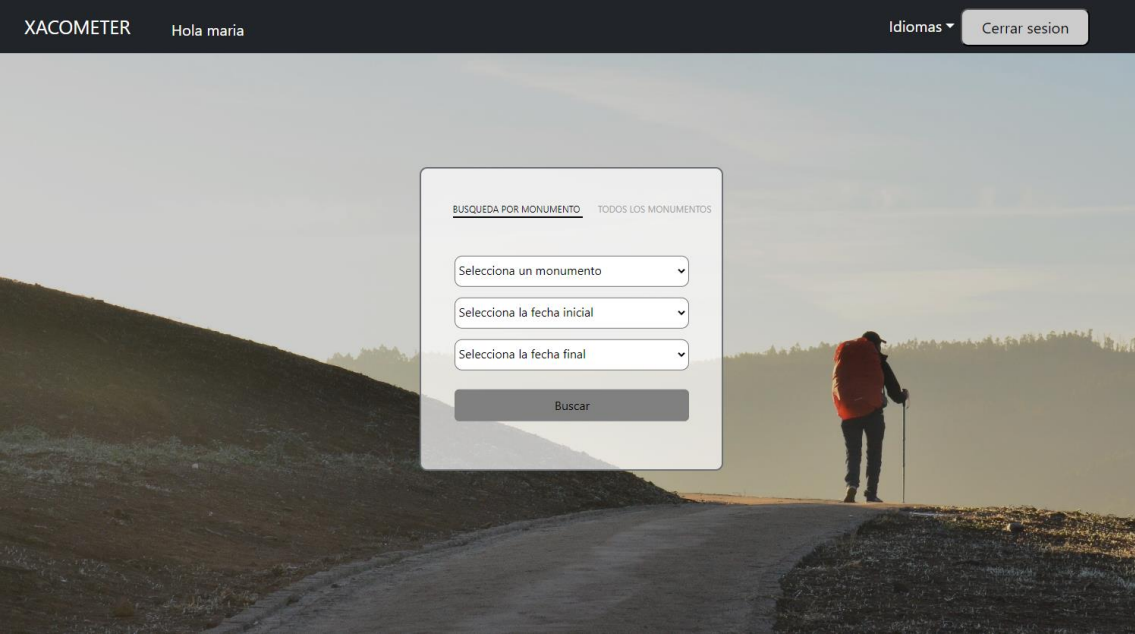 XACOMETER
Hola maria
Idiomas
Cerrar sesion
BUSQUEDA POR MONUMENTO
TODOS LOS MONUMENTOS
Selecciona un monumento
Selecciona la fecha inicial
Selecciona la fecha final
Buscar